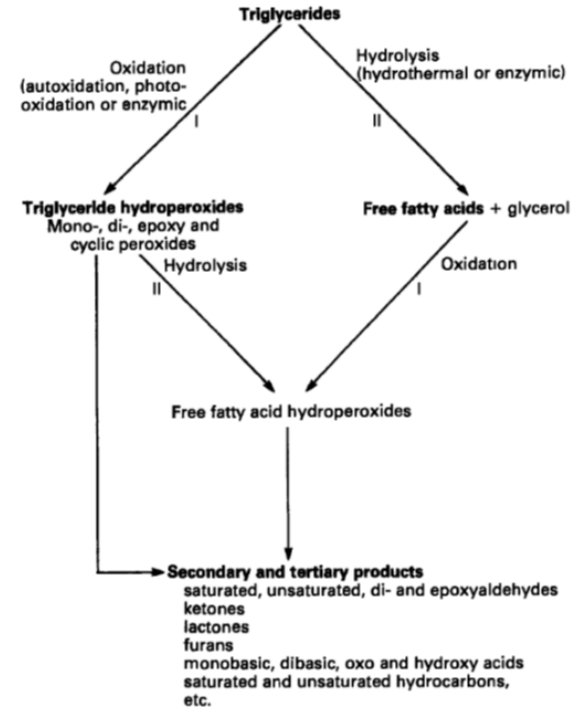 Triglycerides
Oxidation
(autoxidation, photo-
oxidation or enzymic
I
Hydrolysis
(hydrothermal or enzymic)
II
Triglyceride hydroperoxides
Mono-, di-, epoxy and
cyclic peroxides
Free fatty acids + glycerol
Hydrolysis
II
Oxidation
I
Free fatty acid hydroperoxides
Secondary and tertiary products
saturated, unsaturated, di- and epoxyaldehydes
ketones
lactones
furans
monobasic, dibasic, oxo and hydroxy acids
saturated and unsaturated hydrocarbons,
etc.